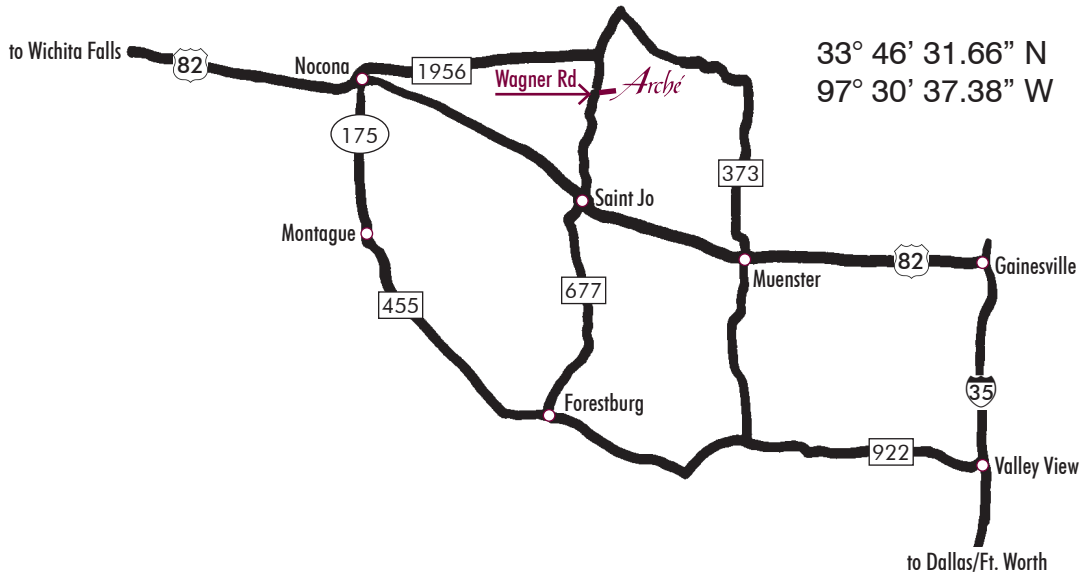 to Wichita Falls
82
Nocona
1956
Wagner Rd
Arché
33° 46’ 31.66” N
97° 30’ 37.38” W
175
373
Saint Jo
Montague
82
Gainesville
Muenster
677
455
35
Forestburg
922
Valley View
to Dallas/Ft. Worth